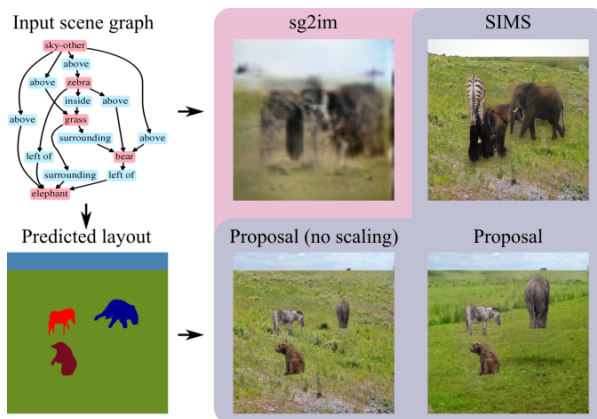 Input scene graph
sg2im
SIMS
sky-other
above
zebra
above
inside
above
grass
above
surrounding
above
bear
left of
surrounding
left of
elephant
Predicted layout
Proposal (no scaling)
Proposal